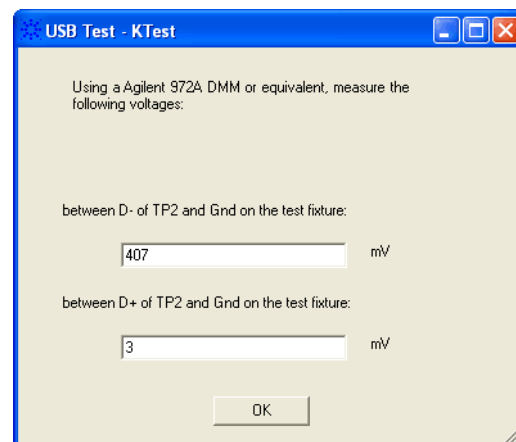 USB Test - KTest
Using a Agilent 972A DMM or equivalent, measure the
following voltages:
between D- of TP2 and Gnd on the test fixture:
407 mV
between D+ of TP2 and Gnd on the test fixture:
3 mV
OK